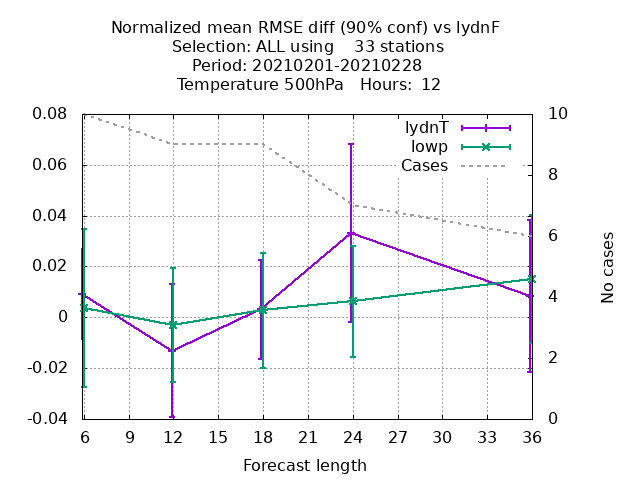 Normalized mean RMSE diff (90% conf) vs lydnF
Selection: ALL using    33 stations
Period: 20210201-20210228
Temperature 500hPa   Hours:  12
0.08
0.06
0.04
0.02
0
-0.02
-0.04
10
8
6
4
2
0
lydnT
lowp
Cases
No cases
6 9 12 15 18 21 24 27 30 33 36
Forecast length